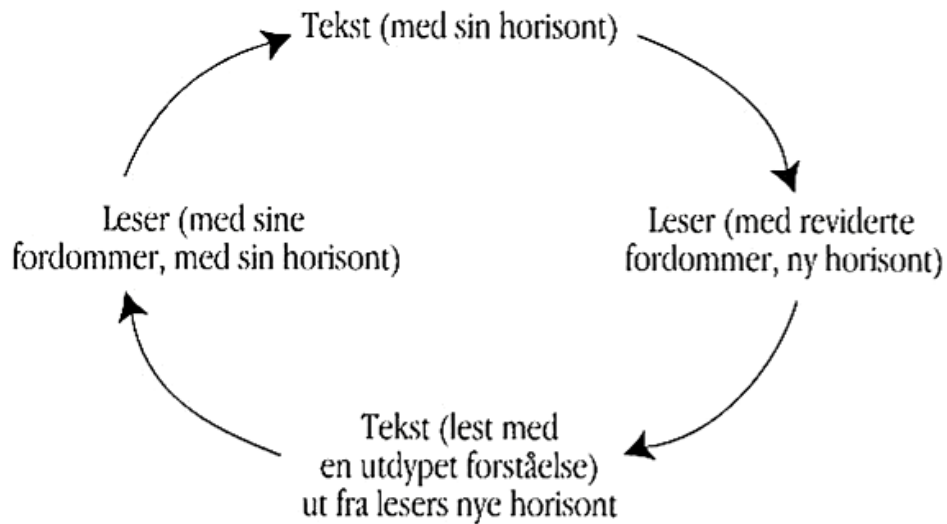 Tekst (med sin horisont)
Leser (med sine
fordommer, med sin horisont)
Leser (med reviderte
fordommer, ny horisont)
Tekst (lest med
en utdypet forståelse)
ut fra lesers nye horisont